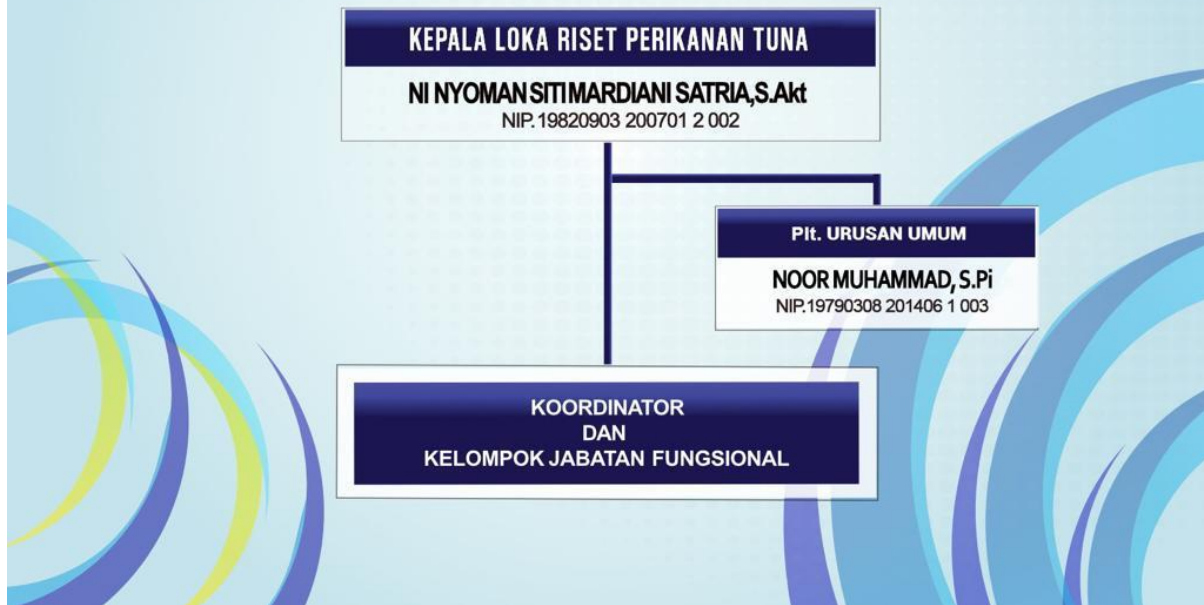 KEPALA LOKA RISET PERIKANAN TUNA
NI NYOMAN SITI MARDIANI SATRIA,S.Akt
NIP. 19820903 200701 2 002
Plt. URUSAN UMUM
NOOR MUHAMMAD, S.Pi
NIP.19790308 201406 1 003
KOORDINATOR
DAN
KELOMPOK JABATAN FUNGSIONAL